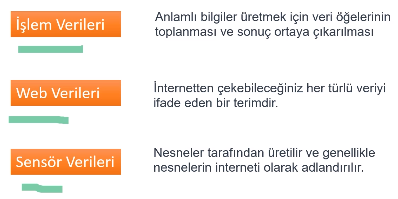 İşlem Verileri
Anlamlı bilgiler üretmek için veri öğelerinin
toplanması ve sonuç ortaya çıkarılması
Web Verileri
İnternetten çekebileceğiniz her türlü veriyi
ifade eden bir terimdir.
Sensör Verileri
Nesneler tarafından üretilir ve genellikle
nesnelerin interneti olarak adlandırılır.